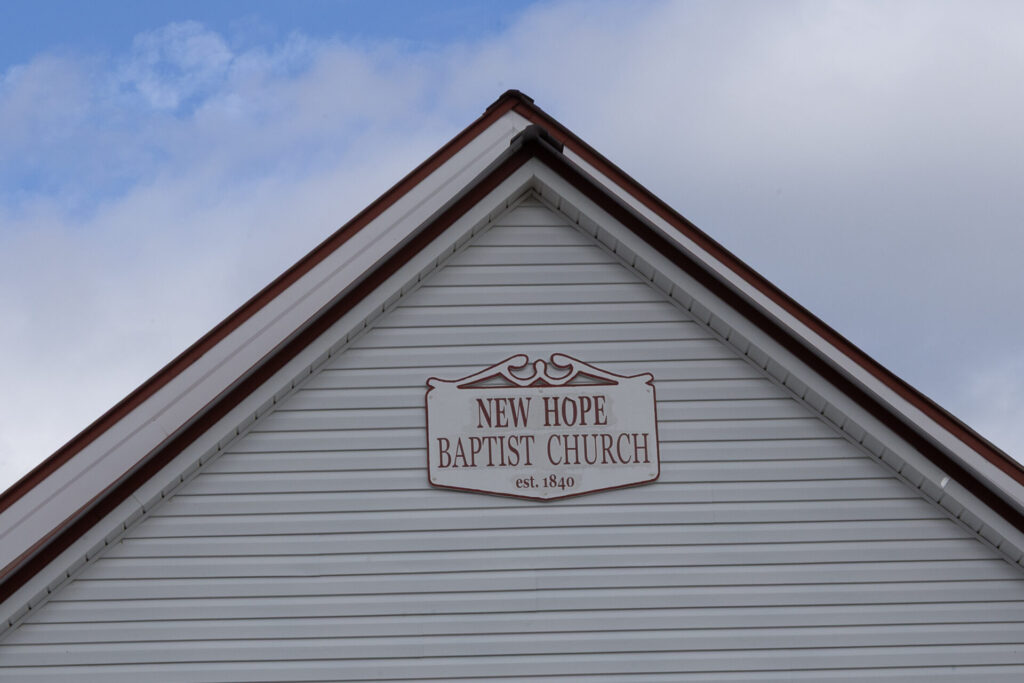 NEW HOPE
BAPTIST CHURCH
est. 1840